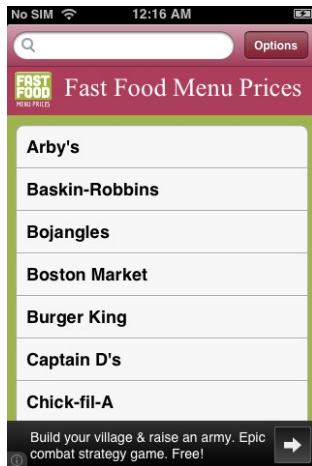 No SIM 12:16 AM
Options
FAST
FOOD
MENU PRICES
Fast Food Menu Prices
Arby's
Baskin-Robbins
Bojangles
Boston Market
Burger King
Captain D's
Chick-fil-A
Build your village & raise an army. Epic
combat strategy game. Free!